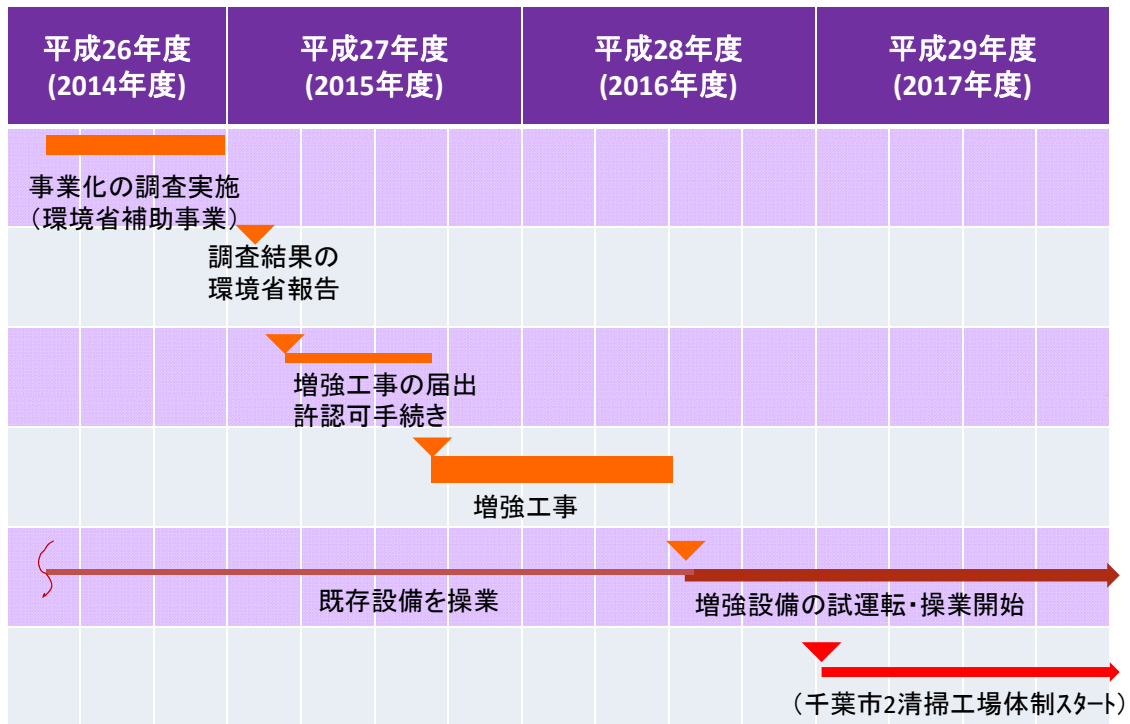 平成26年度
(2014年度)
平成27年度
(2015年度)
平成28年度
(2016年度)
平成29年度
(2017年度)
事業化の調査実施
（環境省補助事業）
調査結果の
環境省報告
増強工事の届出
許認可手続き
増強工事
既存設備を操業
増強設備の試運転・操業開始
（千葉市2清掃工場体制ｽﾀｰﾄ）